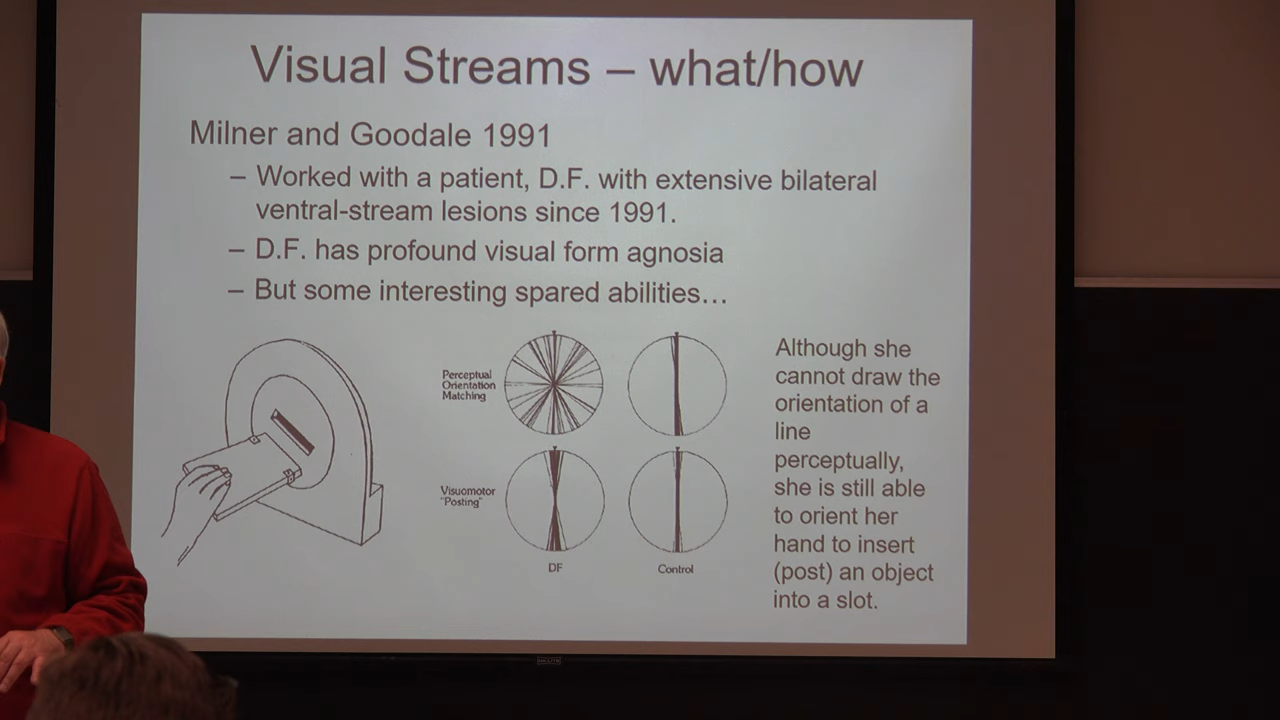 Visual Streams – what/how
Milner and Goodale 1991
– Worked with a patient, D.F. with extensive bilateral
ventral-stream lesions since 1991.
– D.F. has profound visual form agnosia
– But some interesting spared abilities…
Perceptual
Orientation
Matching
Visuomotor
"Posting"
DF
Control
Although she
cannot draw the
orientation of a
line
perceptually,
she is still able
to orient her
hand to insert
(post) an object
into a slot.